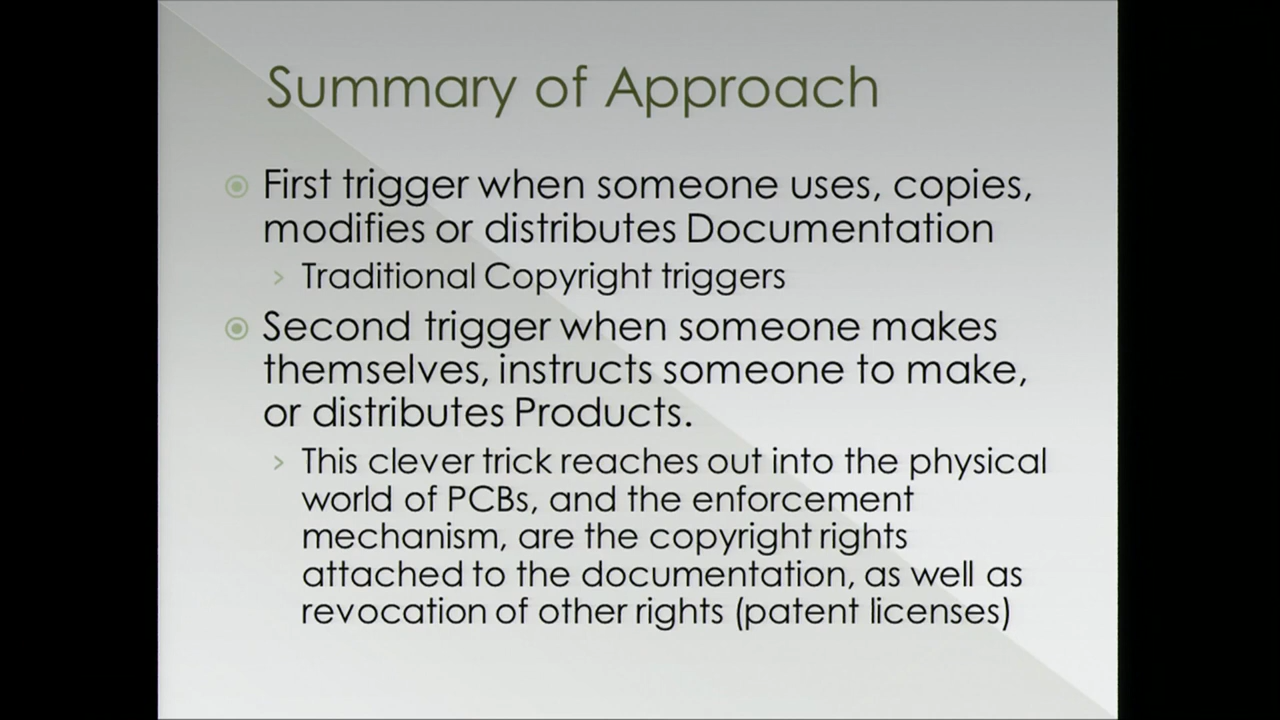 Summary of Approach
First trigger when someone uses, copies,
modifies or distributes Documentation
Traditional Copyright triggers
Second trigger when someone makes
themselves, instructs someone to make,
or distributes Products.
This clever trick reaches out into the physical
world of PCBs, and the enforcement
mechanism, are the copyright rights
attached to the documentation, as well as
revocation of other rights (patent licenses)